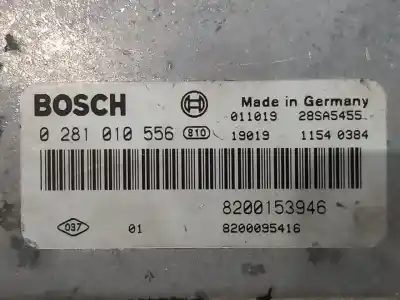 BOSCH
Made in Germany
011019 28SA5455
0 281 010 556 810 19019 1154 0384
8200153946
037 01 8200095416